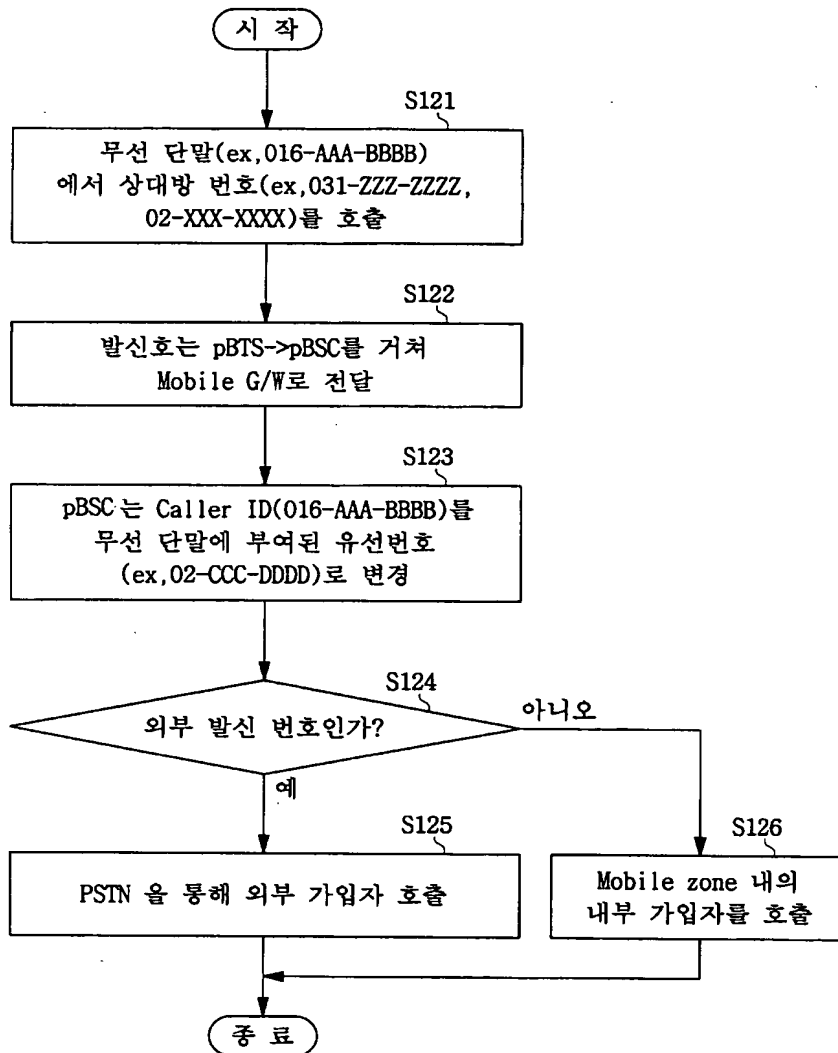 시 작
S121
무선 단말(ex,016-AAA-BBBB)
에서 상대방 번호(ex,031-ZZZ-ZZZZ,
02-XXX-XXXX)를 호출
S122
발신호는 pBTS->pBSC를 거쳐
Mobile G/W로 전달
S123
pBSC는 Caller ID(016-AAA-BBBB)를
무선 단말에 부여된 유선번호
(ex,02-CCC-DDDD)로 변경
S124
외부 발신 번호인가?
아니오
예
S125
PSTN 을 통해 외부 가입자 호출
S126
Mobile zone 내의
내부 가입자를 호출
종 료